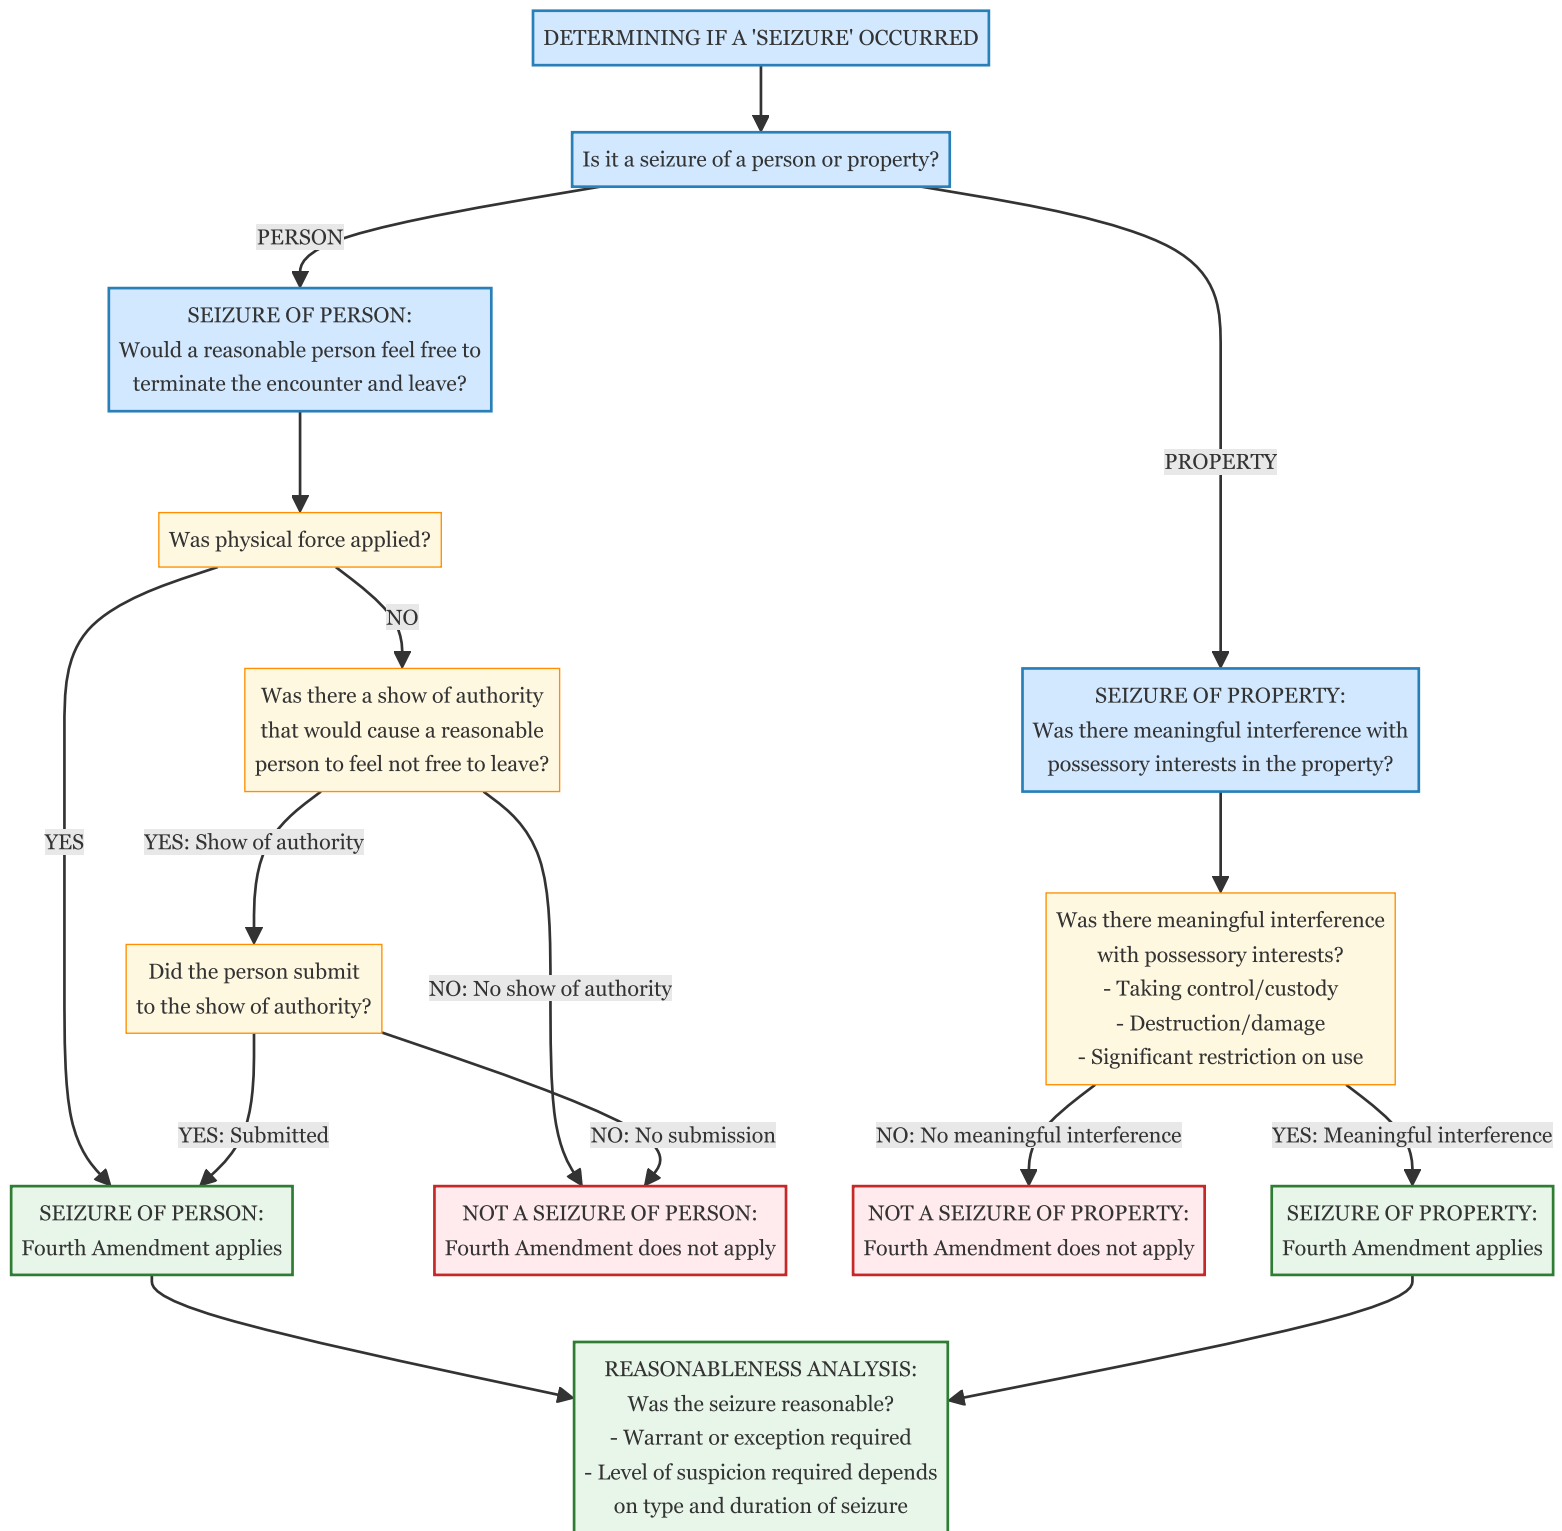 DETERMINING IF A 'SEIZURE' OCCURRED
Is it a seizure of a person or property?
PERSON
SEIZURE OF PERSON:
Would a reasonable person feel free to
terminate the encounter and leave?
PROPERTY
Was physical force applied?
NO
Was there a show of authority
that would cause a reasonable
person to feel not free to leave?
SEIZURE OF PROPERTY:
Was there meaningful interference with
possessory interests in the property?
YES
YES: Show of authority
Did the person submit
to the show of authority?
NO: No show of authority
Was there meaningful interference
with possessory interests?
- Taking control/custody
- Destruction/damage
- Significant restriction on use
YES: Submitted
NO: No submission
NO: No meaningful interference
YES: Meaningful interference
SEIZURE OF PERSON:
Fourth Amendment applies
NOT A SEIZURE OF PERSON:
Fourth Amendment does not apply
NOT A SEIZURE OF PROPERTY:
Fourth Amendment does not apply
SEIZURE OF PROPERTY:
Fourth Amendment applies
REASONABLENESS ANALYSIS:
Was the seizure reasonable?
- Warrant or exception required
- Level of suspicion required depends
on type and duration of seizure